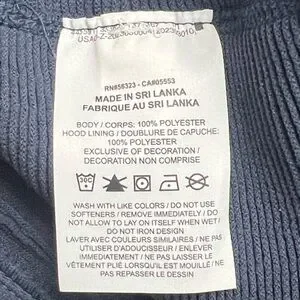 RN#56323 - CA#05553
MADE IN SRI LANKA
FABRIQUE AU SRI LANKA
BODY / CORPS: 100% POLYESTER
HOOD LINING / DOUBLURE DE CAPUCHE:
100% POLYESTER
EXCLUSIVE OF DECORATION /
DECORATION NON COMPRISE
30C
WASH WITH LIKE COLORS / DO NOT USE
SOFTENERS / REMOVE IMMEDIATELY / DO
NOT ALLOW TO LAY ON ITSELF WHEN WET /
DO NOT IRON DESIGN
LAVER AVEC COULEURS SIMILAIRES / NE PAS
UTILISER D'ADOUCISSEUR / ENLEVER
IMMEDIATEMENT / NE PAS LAISSER LE
VÊTEMENT PLIÉ LORSQU'IL EST MOUILLÉ / NE
PAS REPASSER LE DESSIN